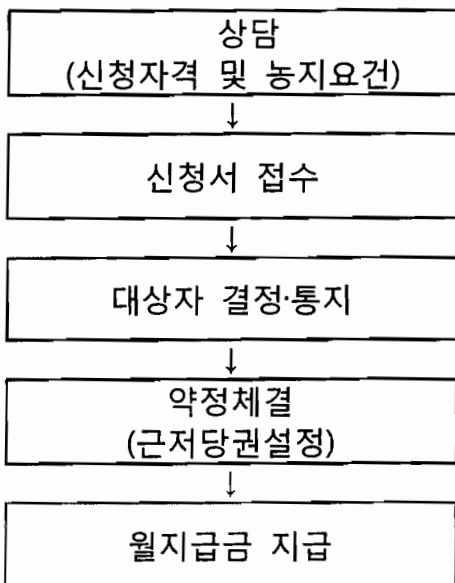 상담
(신청자격 및 농지요건)
↓
신청서 접수
↓
대상자 결정·통지
↓
약정체결
(근저당권설정)
↓
월지급금 지급